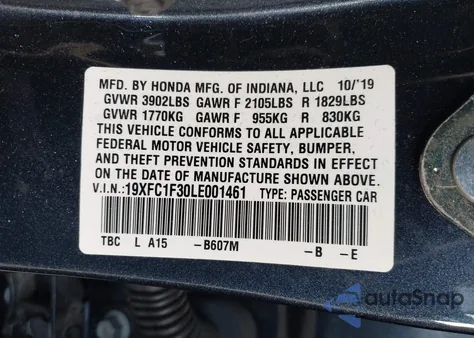 MFD. BY HONDA MFG. OF INDIANA, LLC 10/'19
GVWR 3902LBS GAWR F 2105LBS R 1829LBS
GVWR 1770KG GAWR F 955KG R 830KG
THIS VEHICLE CONFORMS TO ALL APPLICABLE
FEDERAL MOTOR VEHICLE SAFETY, BUMPER,
AND THEFT PREVENTION STANDARDS IN EFFECT
ON THE DATE OF MANUFACTURE SHOWN ABOVE.
V.I.N.:19XFC1F30LE001461 TYPE: PASSENGER CAR
TBC L A15 -B607M -B -E
autoSnap